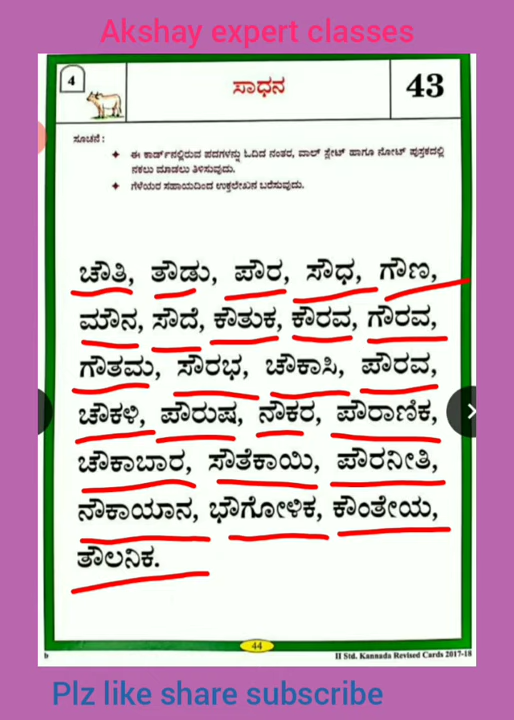 Akshay expert classes
4
ಸಾಧನ
43
ಸೂಚನೆ :
✦ ಈ ಕಾರ್ಡ್‌ನಲ್ಲಿರುವ ಪದಗಳನ್ನು ಓದಿದ ನಂತರ, ವಾಲ್ ಸ್ಲೇಟ್ ಹಾಗೂ ನೋಟ್ ಪುಸ್ತಕದಲ್ಲಿ
ನಕಲು ಮಾಡಲು ತಿಳಿಸುವುದು.
✦ ಗೆಳೆಯರ ಸಹಾಯದಿಂದ ಉಕ್ತಲೇಖನ ಬರೆಸುವುದು.
ಚೌತಿ, ತೌಡು, ಪೌರ, ಸೌಧ, ಗೌಣ,
ಮೌನ, ಸೌದೆ, ಕೌತುಕ, ಕೌರವ, ಗೌರವ,
ಗೌತಮ, ಸೌರಭ, ಚೌಕಾಸಿ, ಪೌರವ,
ಚೌಕಳಿ, ಪೌರುಷ, ನೌಕರ, ಪೌರಾಣಿಕ,
ಚೌಕಾಬಾರ, ಸೌತೆಕಾಯಿ, ಪೌರನೀತಿ,
ನೌಕಾಯಾನ, ಭೌಗೋಳಿಕ, ಕೌಂತೇಯ,
ತೌಲನಿಕ.
44
b
II Std. Kannada Revised Cards 2017-18
Plz like share subscribe